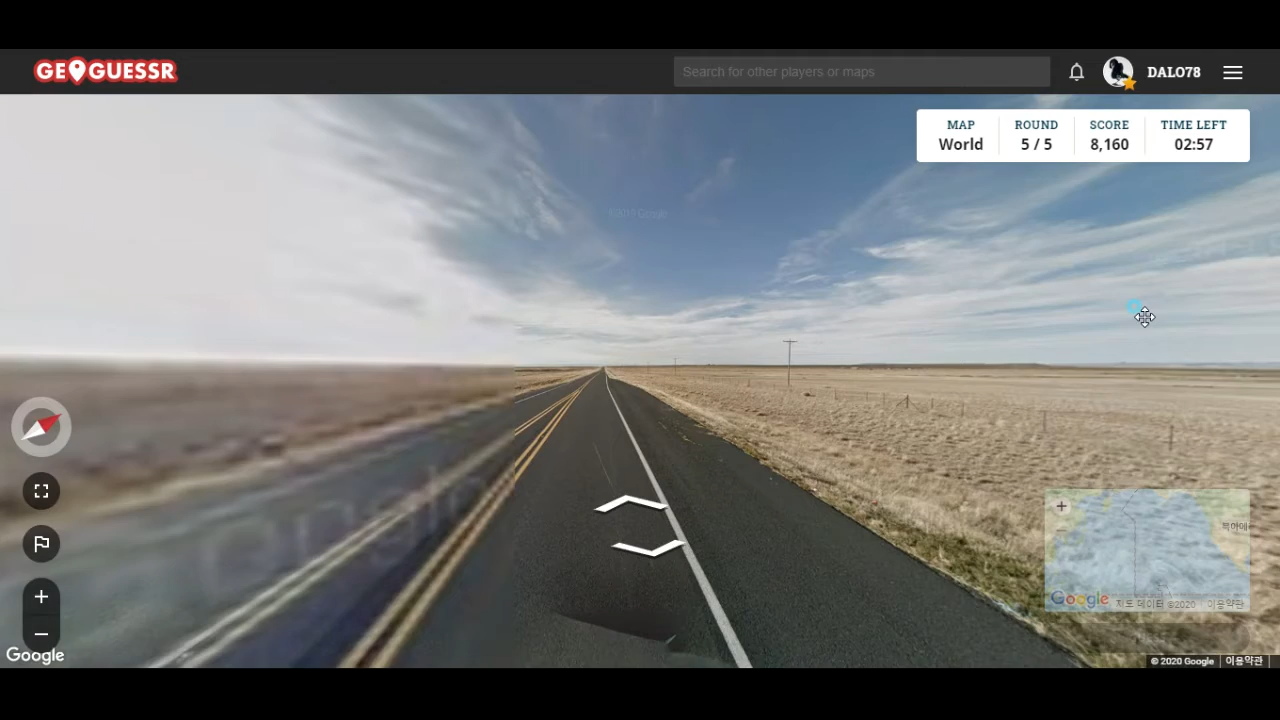 GEOGUESSR
Search for other players or maps
DALO78
MAP
World
ROUND
5 / 5
SCORE
8,160
TIME LEFT
02:57
©2019 Google
Google
Google
지도 데이터 ©2020
이용약관
© 2020 Google
이용약관